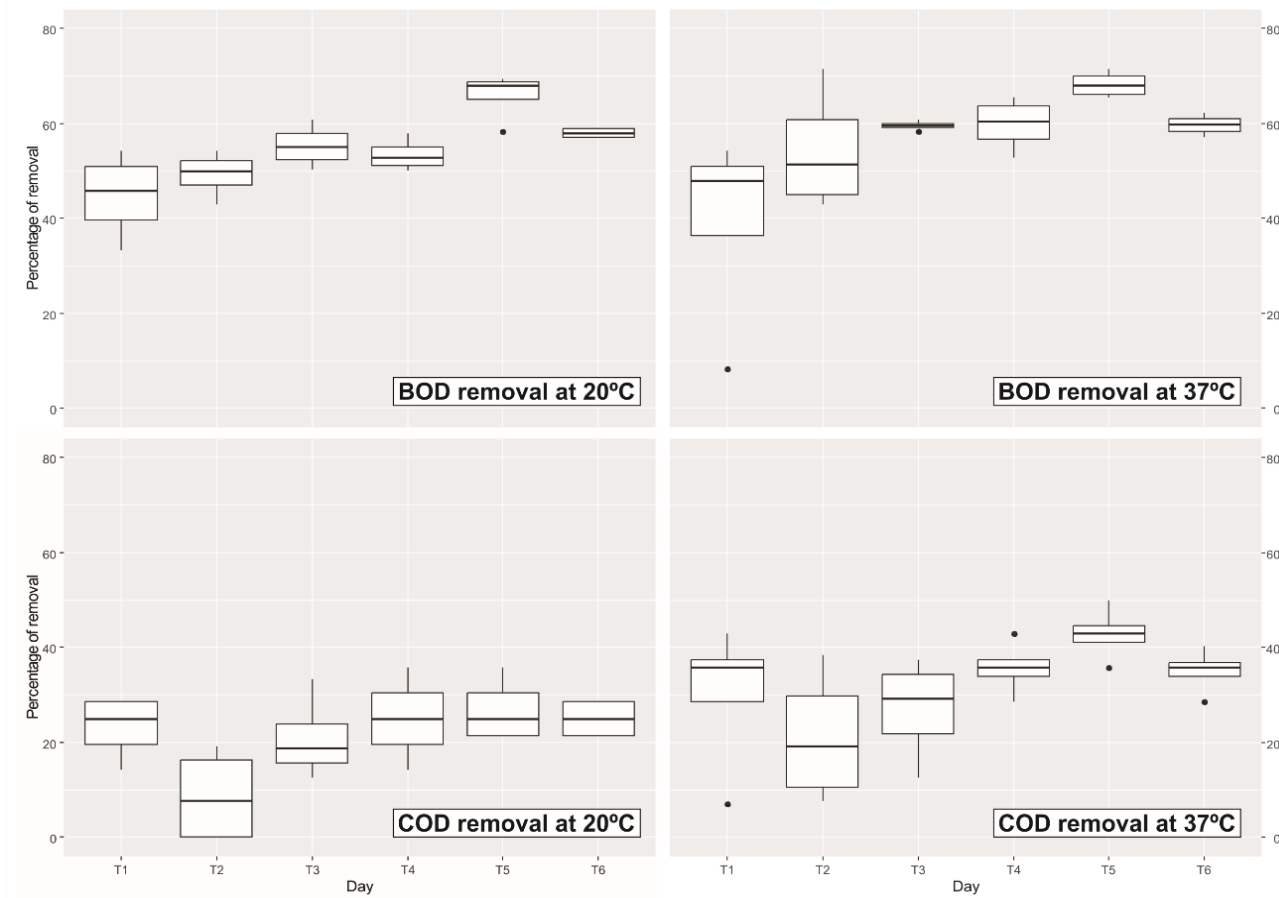 80
60
40
20
0
Percentage of removal
BOD removal at 20ºC
80
60
40
20
0
BOD removal at 37ºC
80
60
40
20
0
Percentage of removal
COD removal at 20ºC
T1 T2 T3 T4 T5 T6
Day
80
60
40
20
0
COD removal at 37ºC
T1 T2 T3 T4 T5 T6
Day